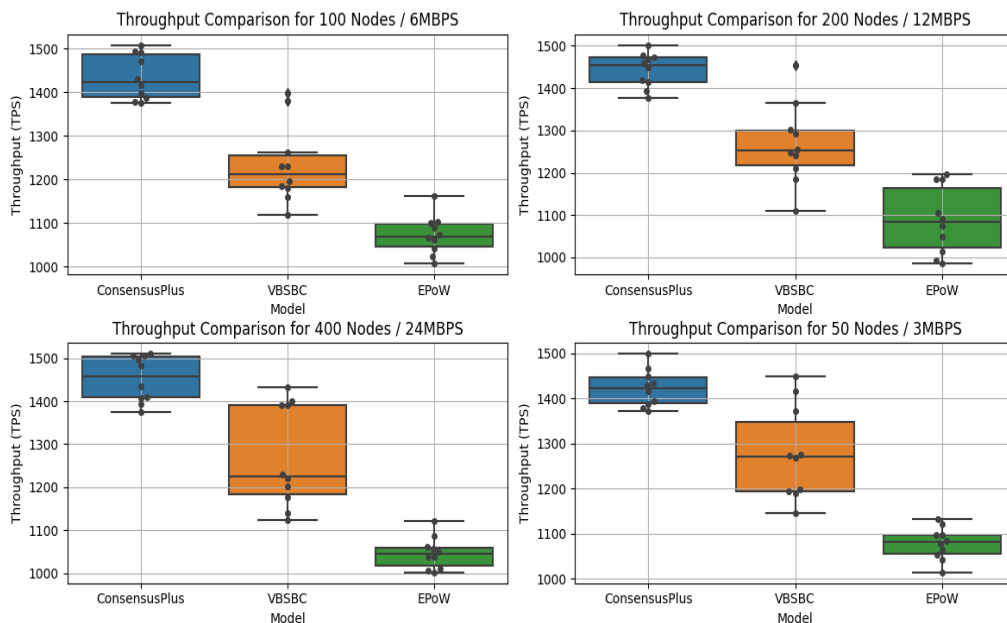 Throughput Comparison for 100 Nodes / 6MBPS
Throughput (TPS)
1500
1400
1300
1200
1100
1000
ConsensusPlus VBSBC EPoW
Model
Throughput Comparison for 200 Nodes / 12MBPS
Throughput (TPS)
1500
1400
1300
1200
1100
1000
ConsensusPlus VBSBC EPoW
Model
Throughput Comparison for 400 Nodes / 24MBPS
Throughput (TPS)
1500
1400
1300
1200
1100
1000
ConsensusPlus VBSBC EPoW
Model
Throughput Comparison for 50 Nodes / 3MBPS
Throughput (TPS)
1500
1400
1300
1200
1100
1000
ConsensusPlus VBSBC EPoW
Model